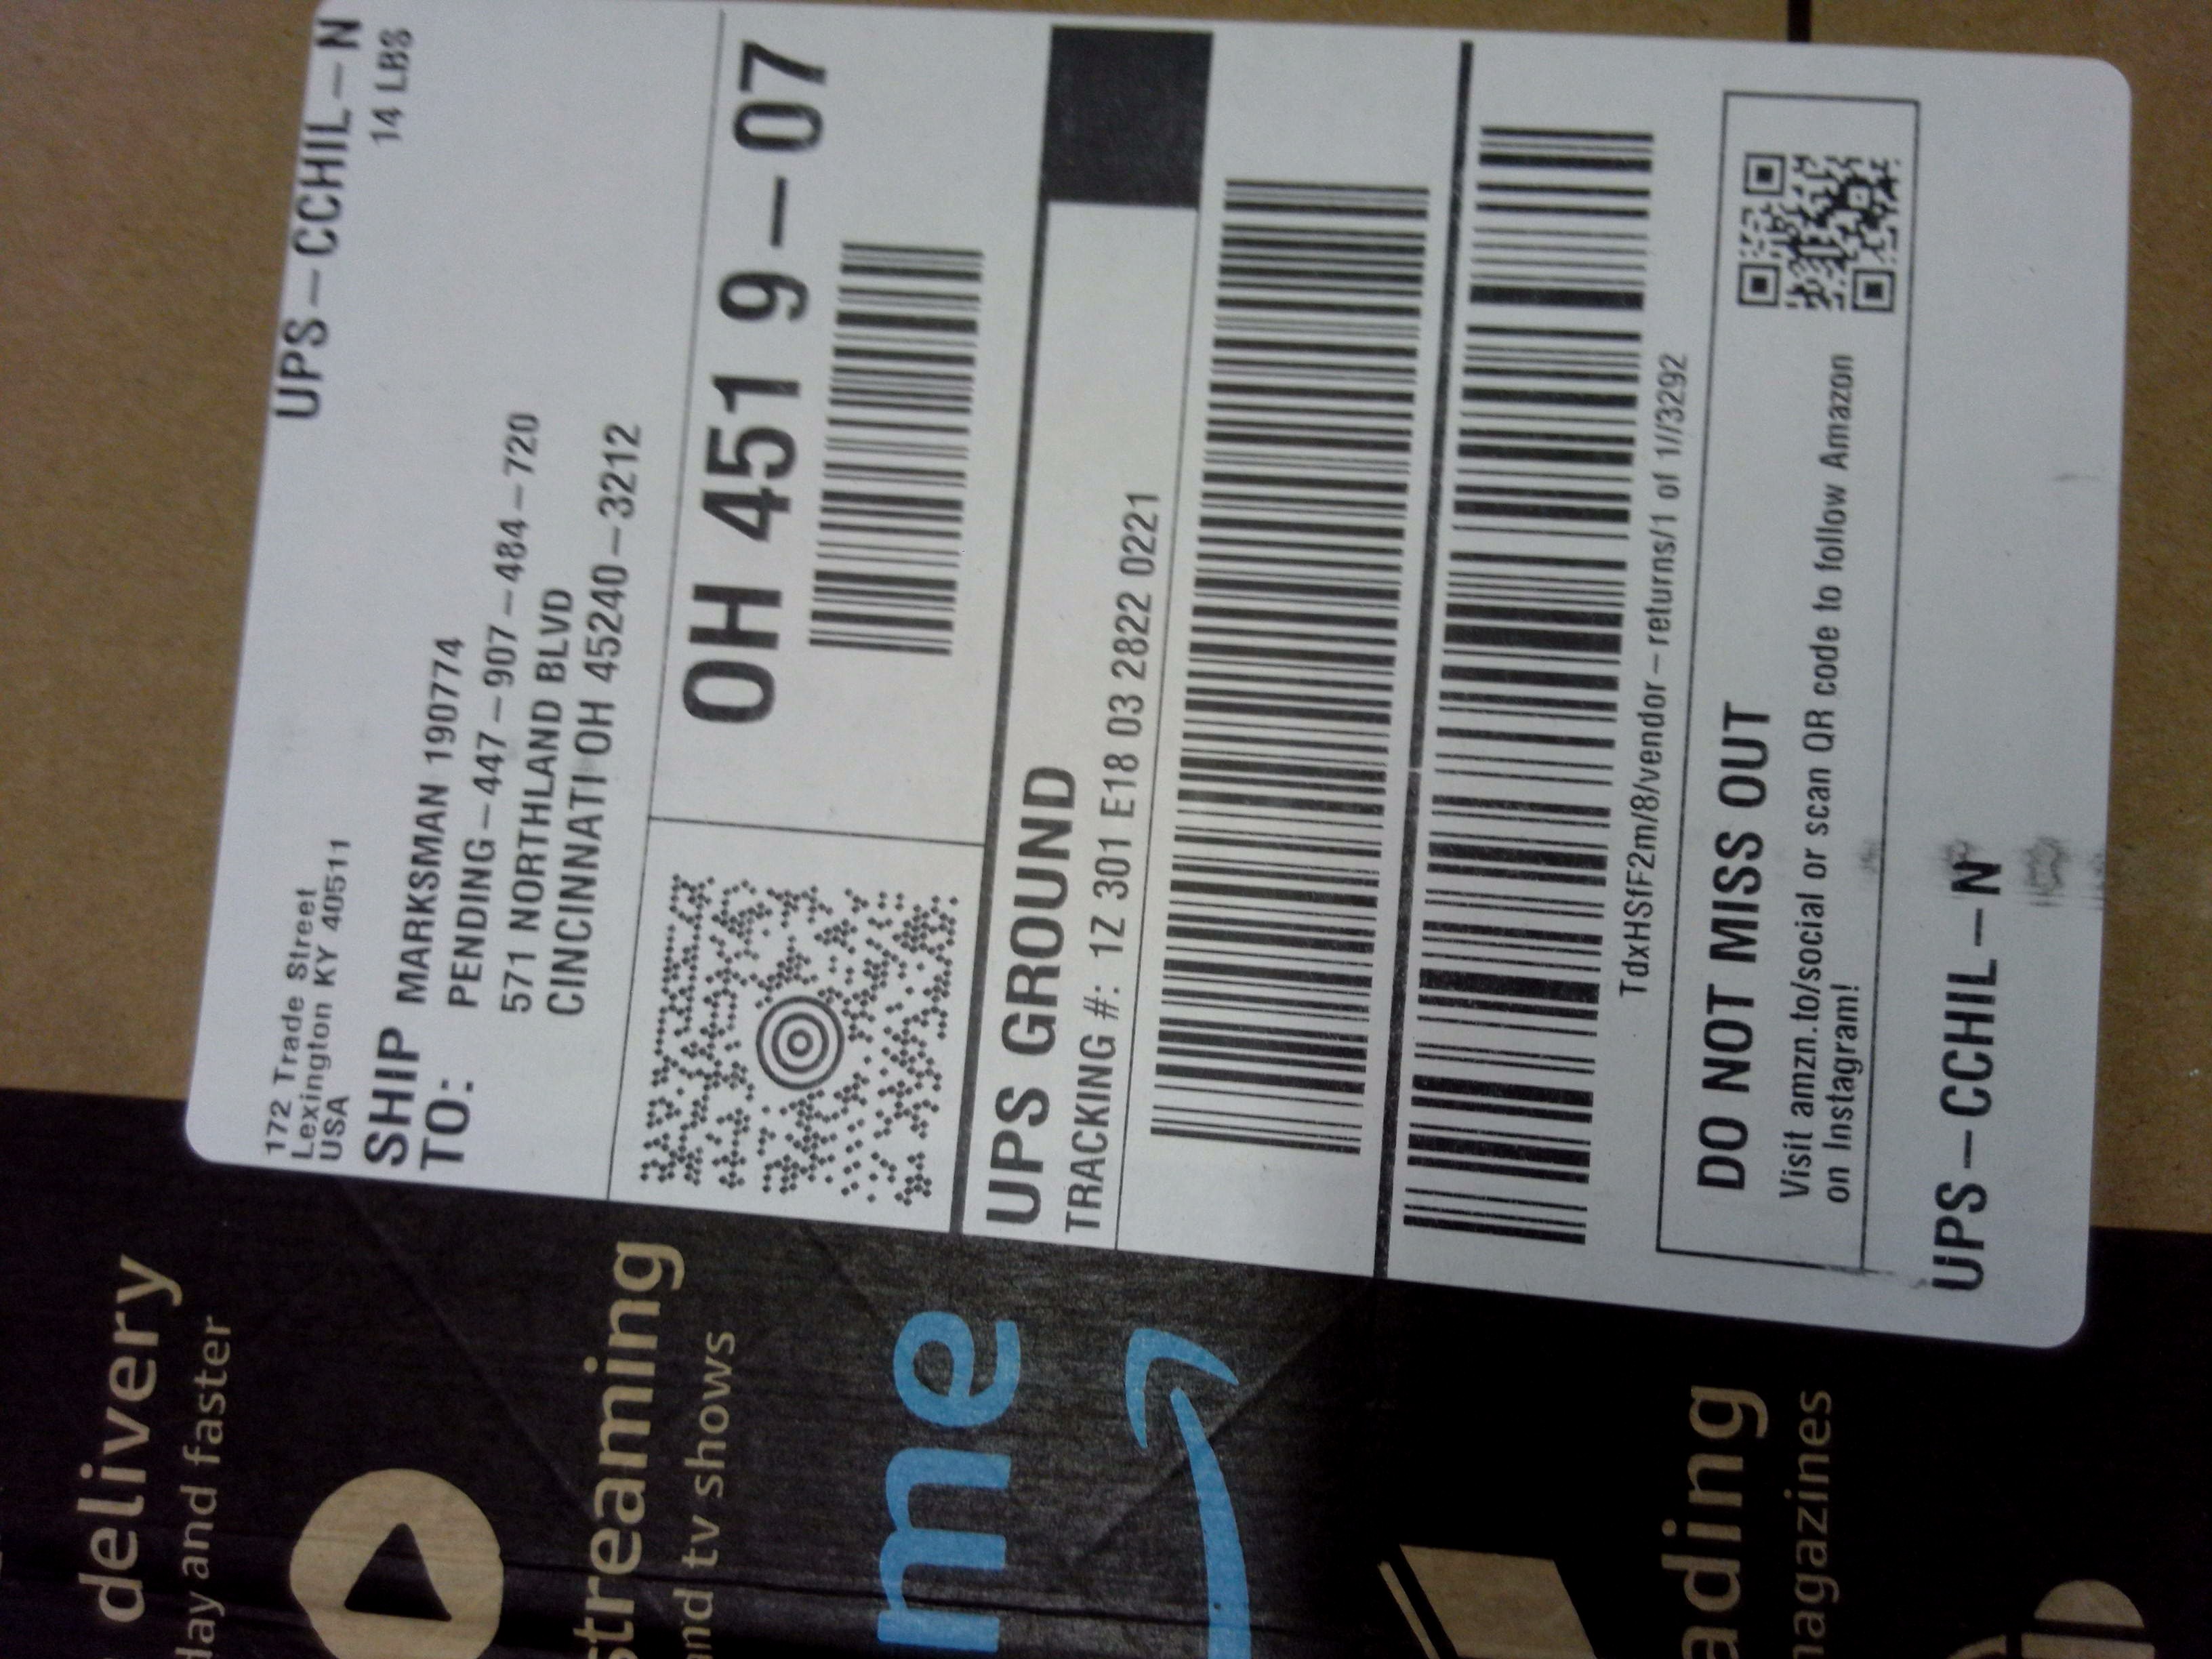 172 Trade Street
Lexington KY 40511
USA
UPS-CCHIL-N
14 LBS
SHIP TO:
MARKSMAN 190774
PENDING-447-907-484-720
571 NORTHLAND BLVD
CINCINNATI OH 45240-3212
OH 451 9-07
UPS GROUND
TRACKING #: 1Z 301 E18 03 2822 0221
TdxHSfF2m/8/vendor-returns/1 of 1//3292
DO NOT MISS OUT
Visit amzn.to/social or scan QR code to follow Amazon
on Instagram!
UPS-CCHIL-N
delivery
day and faster
streaming
and tv shows
me
ading
magazines